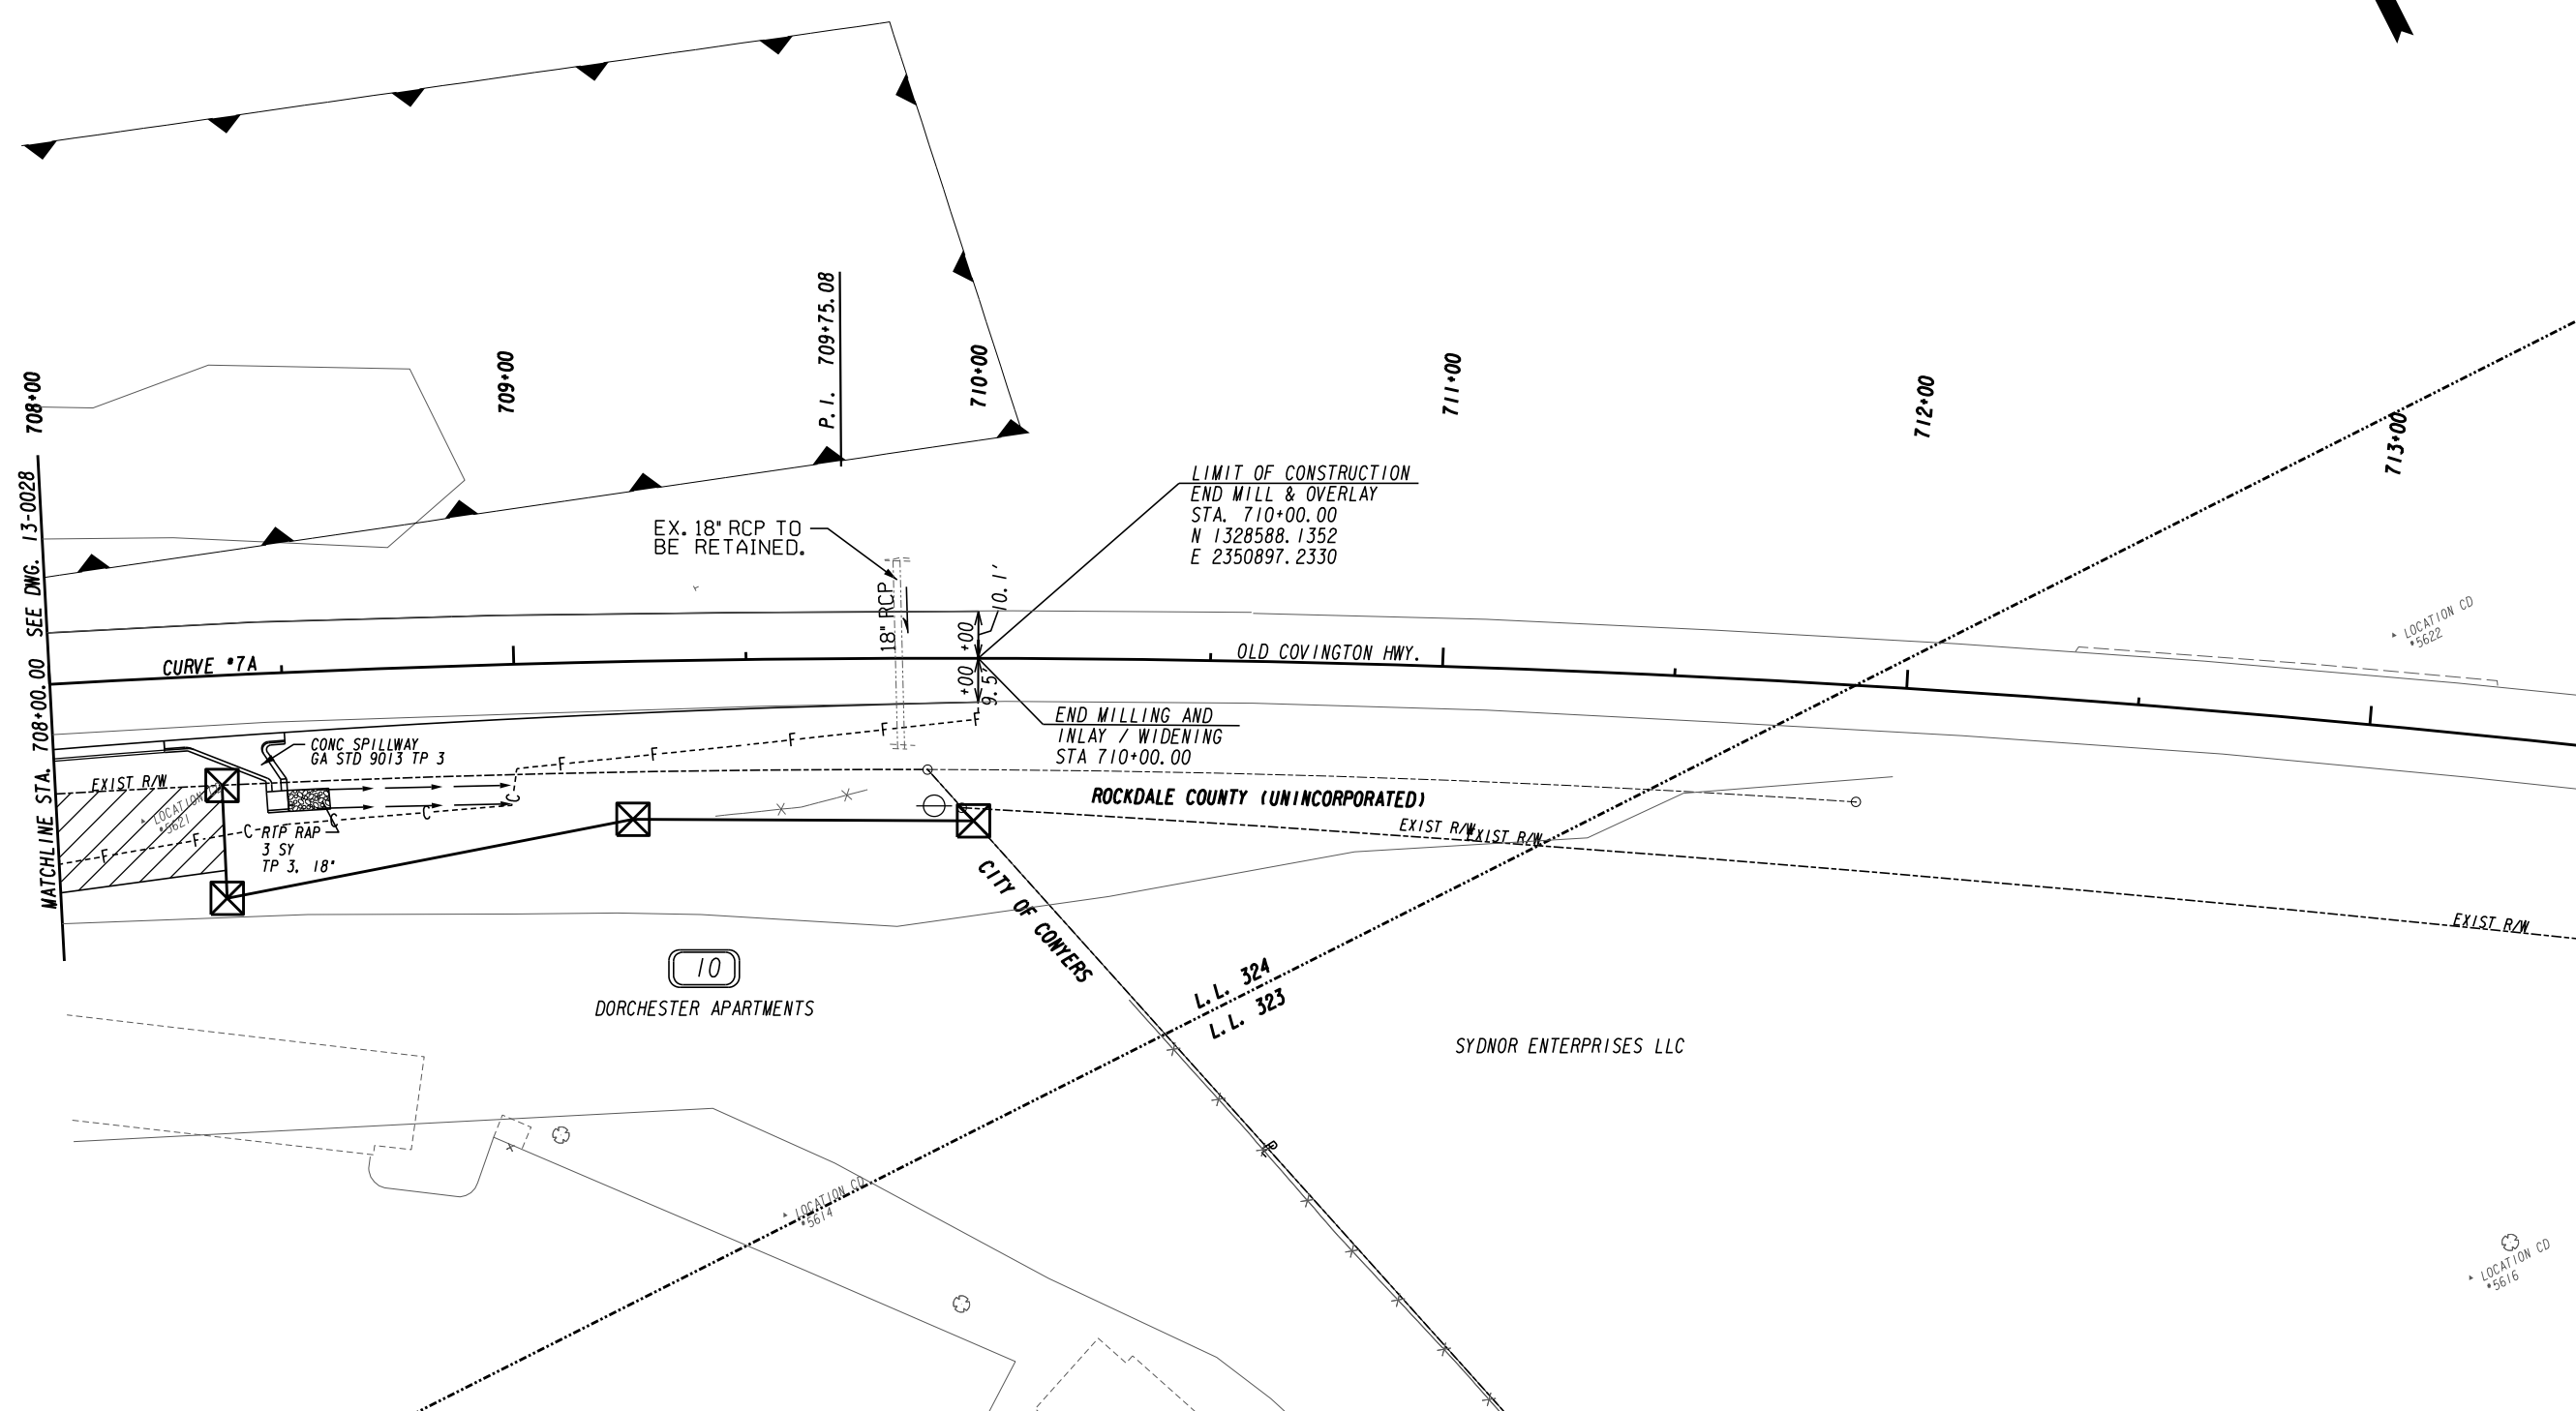 708+00
709+00
P.I. 709+75.08
710+00
711+00
712+00
713+00
MATCHLINE STA. 708+00.00 SEE DWG. 13-0028
LIMIT OF CONSTRUCTION
END MILL & OVERLAY
STA. 710+00.00
N 1328588.1352
E 2350897.2330
EX. 18" RCP TO
BE RETAINED.
18" RCP
10.1'
+00
+00
9.5'
CURVE #7A
OLD COVINGTON HWY.
LOCATION CD
#5622
END MILLING AND
INLAY / WIDENING
STA 710+00.00
CONC SPILLWAY
GA STD 9013 TP 3
EXIST R/W
LOCATION CD
#5621
F
F
F
F
F
F
F
F
C
C
C
C
RIP RAP
3 SY
TP 3, 18"
ROCKDALE COUNTY (UNINCORPORATED)
EXIST R/W
EXIST R/W
EXIST R/W
CITY OF CONYERS
10
DORCHESTER APARTMENTS
L.L. 324
L.L. 323
SYDNOR ENTERPRISES LLC
LOCATION CD
#5614
LOCATION CD
#5616